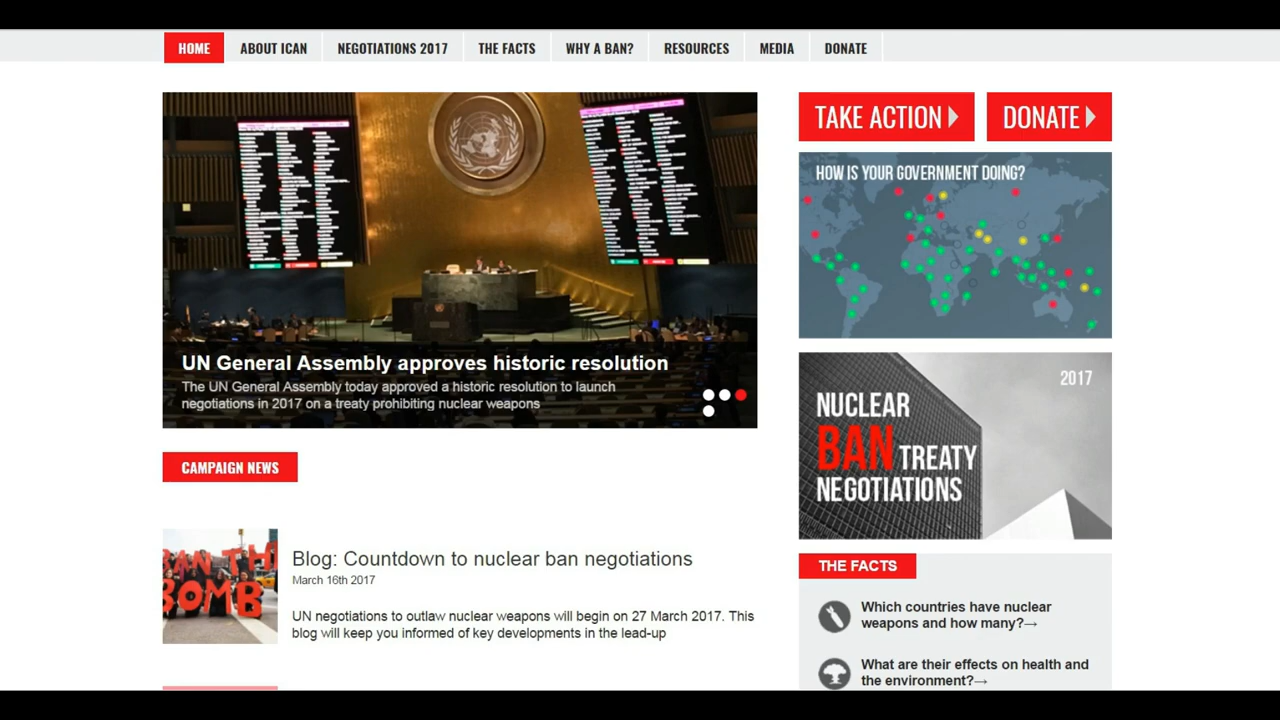 HOME ABOUT ICAN NEGOTIATIONS 2017 THE FACTS WHY A BAN? RESOURCES MEDIA DONATE
UN General Assembly approves historic resolution
The UN General Assembly today approved a historic resolution to launch
negotiations in 2017 on a treaty prohibiting nuclear weapons
CAMPAIGN NEWS
BAN THE
BOMB
Blog: Countdown to nuclear ban negotiations
March 16th 2017
UN negotiations to outlaw nuclear weapons will begin on 27 March 2017. This
blog will keep you informed of key developments in the lead-up
TAKE ACTION DONATE
HOW IS YOUR GOVERNMENT DOING?
2017
NUCLEAR
BAN TREATY
NEGOTIATIONS
THE FACTS
Which countries have nuclear
weapons and how many?→
What are their effects on health and
the environment?→